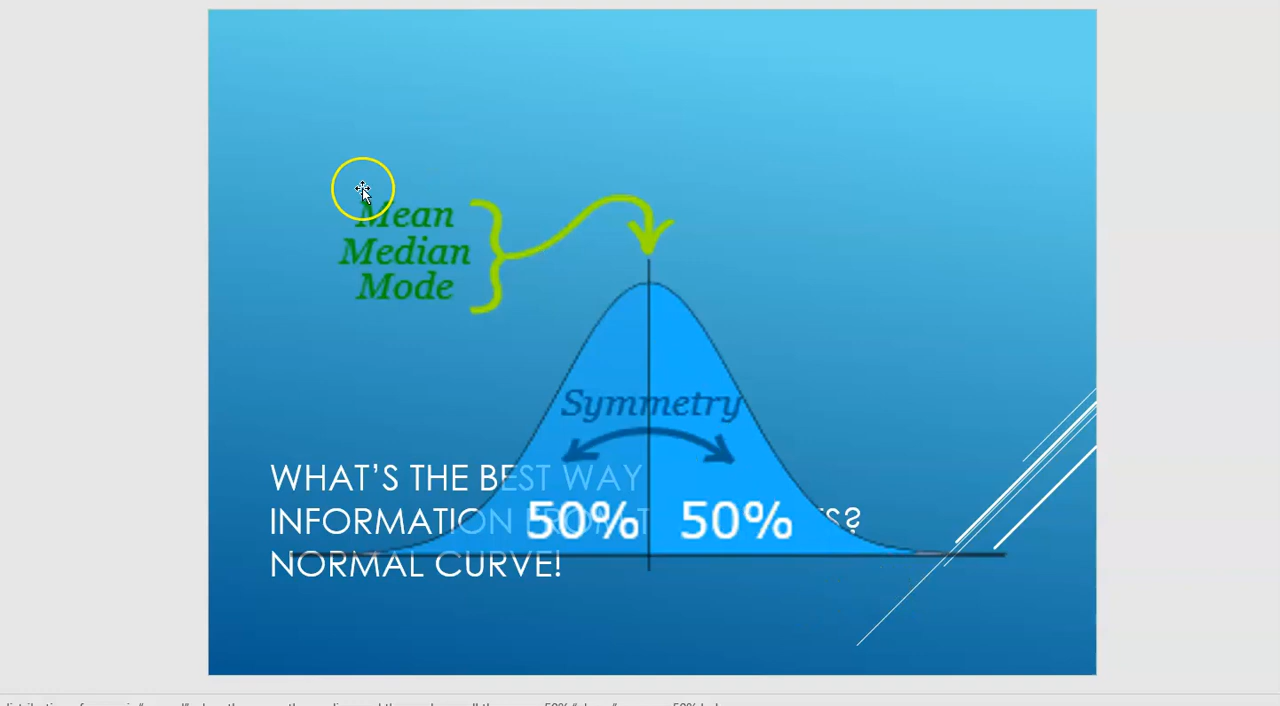 Mean
Median
Mode
Symmetry
WHAT'S THE BEST WAY
INFORMATION
50% 50%
NORMAL CURVE!